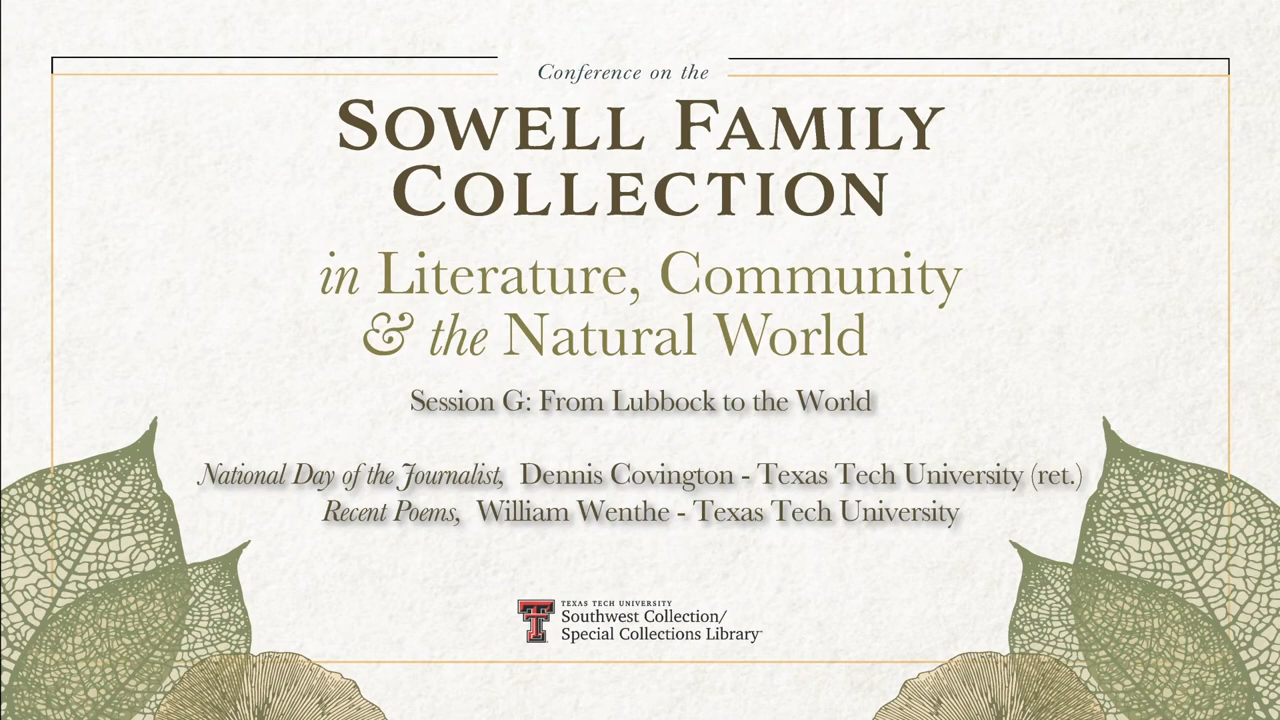 Conference on the
SOWELL FAMILY
COLLECTION
in Literature, Community
& the Natural World
Session G: From Lubbock to the World
National Day of the Journalist, Dennis Covington - Texas Tech University (ret.)
Recent Poems, William Wenthe - Texas Tech University
TEXAS TECH UNIVERSITY
Southwest Collection/
Special Collections Library™